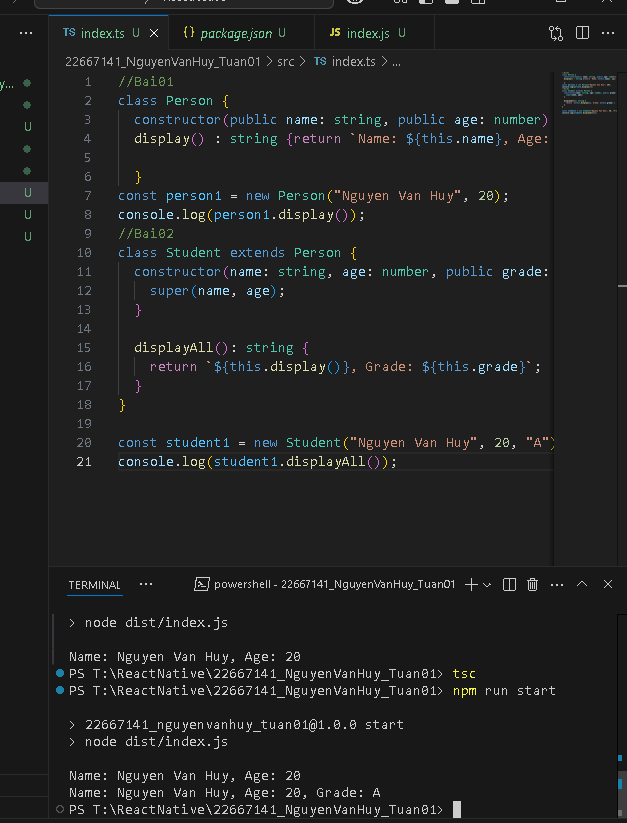 TS index.ts U × {} package.json U JS index.js U
22667141_NguyenVanHuy_Tuan01 > src > TS index.ts > ...
y...
U
U
U
U
1 //Bai01
2 class Person {
3 constructor(public name: string, public age: number)
4 display() : string {return `Name: ${this.name}, Age:
5
6 }
7 const person1 = new Person("Nguyen Van Huy", 20);
8 console.log(person1.display());
9 //Bai02
10 class Student extends Person {
11 constructor(name: string, age: number, public grade:
12 super(name, age);
13 }
14
15 displayAll(): string {
16 return `${this.display()}, Grade: ${this.grade}`;
17 }
18 }
19
20 const student1 = new Student("Nguyen Van Huy", 20, "A")
21 console.log(student1.displayAll());
TERMINAL ... powershell - 22667141_NguyenVanHuy_Tuan01
> node dist/index.js
Name: Nguyen Van Huy, Age: 20
PS T:\ReactNative\22667141_NguyenVanHuy_Tuan01> tsc
PS T:\ReactNative\22667141_NguyenVanHuy_Tuan01> npm run start
> 22667141_nguyenvanhuy_tuan01@1.0.0 start
> node dist/index.js
Name: Nguyen Van Huy, Age: 20
Name: Nguyen Van Huy, Age: 20, Grade: A
PS T:\ReactNative\22667141_NguyenVanHuy_Tuan01>